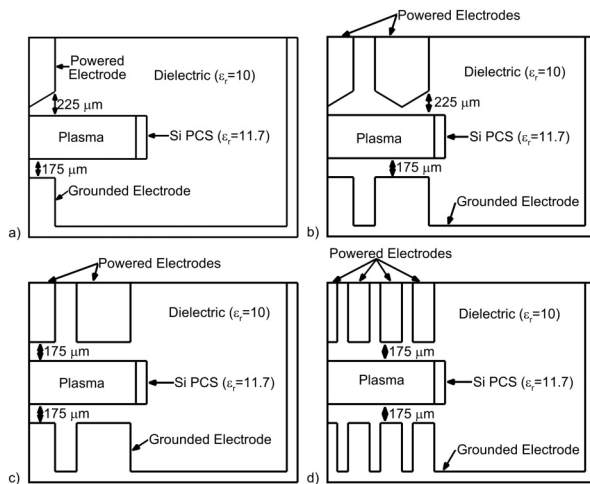 Powered
Electrode
Dielectric (εr=10)
225 μm
Plasma
Si PCS (εr=11.7)
175 μm
Grounded Electrode
a)
Powered Electrodes
Dielectric (εr=10)
225 μm
Plasma
Si PCS (εr=11.7)
175 μm
Grounded Electrode
b)
Powered Electrodes
Dielectric (εr=10)
175 μm
Plasma
Si PCS (εr=11.7)
175 μm
Grounded Electrode
c)
Powered Electrodes
Dielectric (εr=10)
175 μm
Plasma
Si PCS (εr=11.7)
175 μm
Grounded Electrode
d)